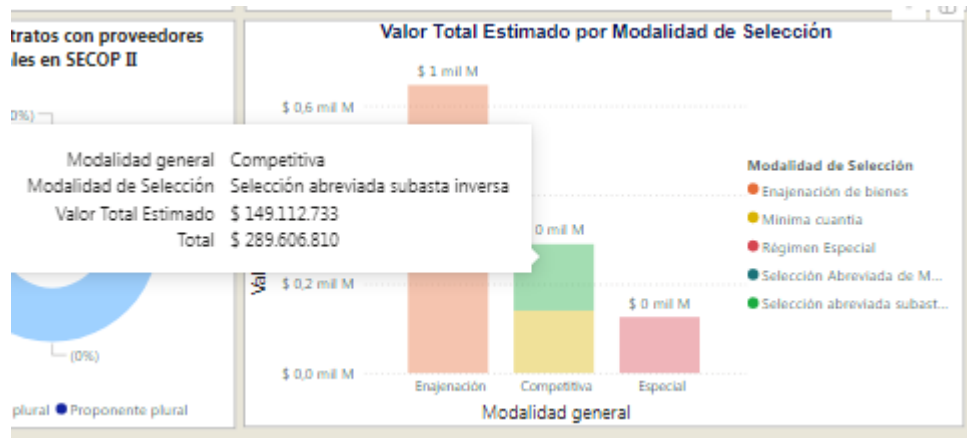 tratos con proveedores
les en SECOP II
0%)
(0%)
plural Proponente plural
Valor Total Estimado por Modalidad de Selección
$ 1 mil M
$ 0,6 mil M
Modalidad general Competitiva
Modalidad de Selección Selección abreviada subasta inversa
Valor Total Estimado $ 149.112.733
Total $ 289.606.810
0 mil M
$ 0,2 mil M
$ 0 mil M
$ 0,0 mil M
Enajenación Competitiva Especial
Modalidad general
Modalidad de Selección
Enajenación de bienes
Mínima cuantía
Régimen Especial
Selección Abreviada de M...
Selección abreviada subast...